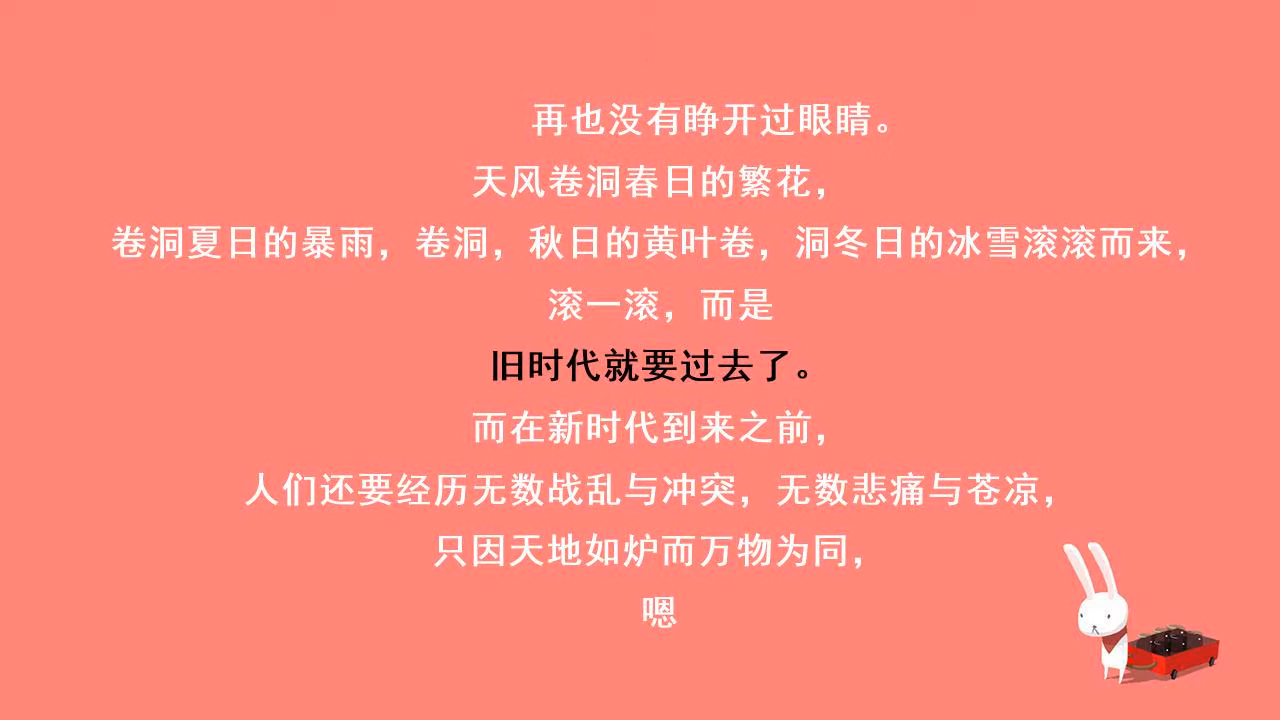 再也没有睁开过眼睛。
天风卷洞春日的繁花，
卷洞夏日的暴雨，卷洞，秋日的黄叶卷，洞冬日的冰雪滚滚而来，
滚一滚，而是
旧时代就要过去了。
而在新时代到来之前，
人们还要经历无数战乱与冲突，无数悲痛与苍凉，
只因天地如炉而万物为同，
嗯